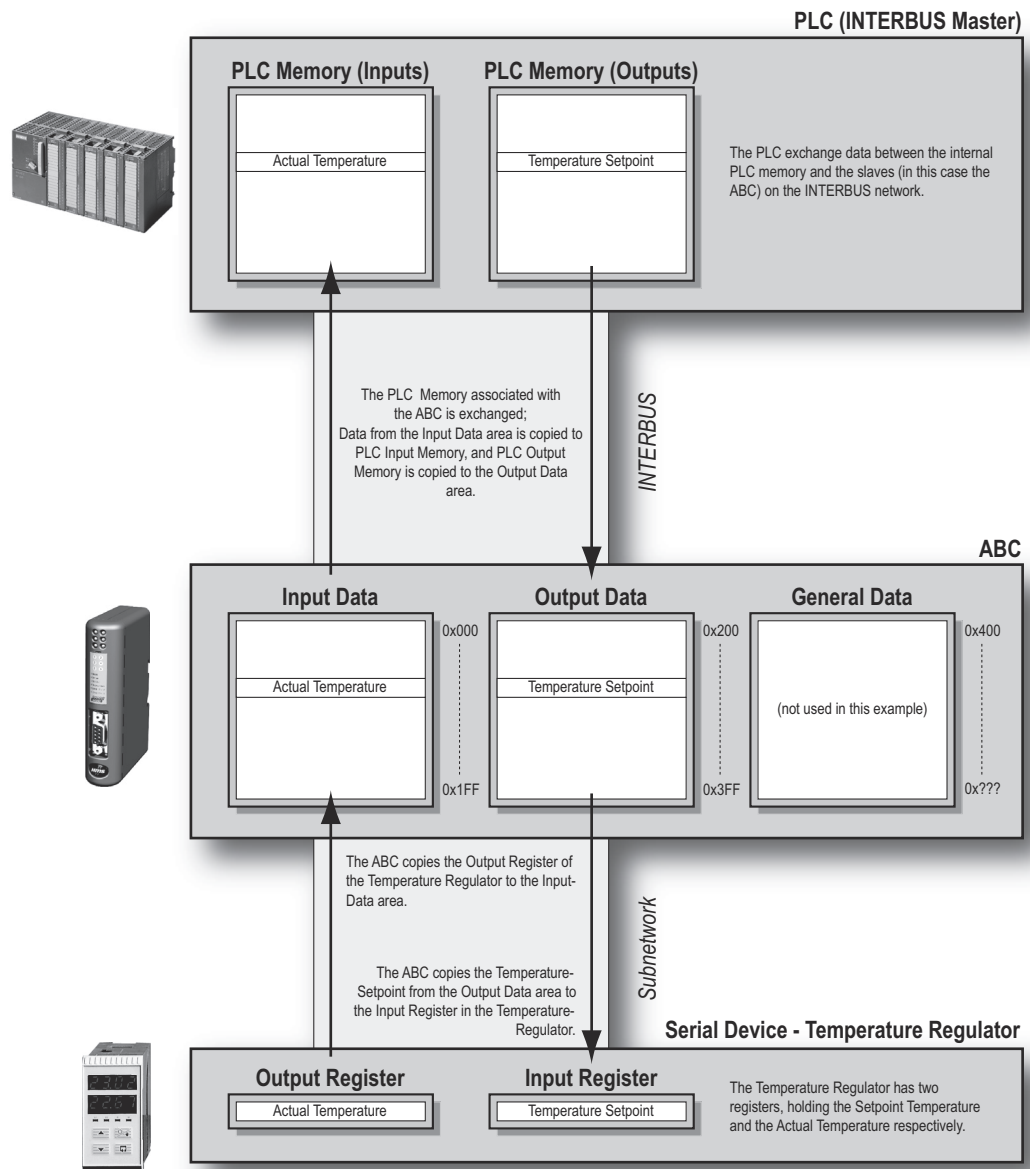 PLC (INTERBUS Master)
PLC Memory (Inputs)
PLC Memory (Outputs)
Actual Temperature
Temperature Setpoint
The PLC exchange data between the internal
PLC memory and the slaves (in this case the
ABC) on the INTERBUS network.
The PLC Memory associated with
the ABC is exchanged;
Data from the Input Data area is copied to
PLC Input Memory, and PLC Output
Memory is copied to the Output Data
area.
INTERBUS
ABC
Input Data
Output Data
General Data
0x000
0x200
0x400
Actual Temperature
Temperature Setpoint
(not used in this example)
0x1FF
0x3FF
0x???
The ABC copies the Output Register of
the Temperature Regulator to the Input-
Data area.
The ABC copies the Temperature-
Setpoint from the Output Data area to
the Input Register in the Temperature-
Regulator.
Subnetwork
Serial Device - Temperature Regulator
Output Register
Input Register
Actual Temperature
Temperature Setpoint
The Temperature Regulator has two
registers, holding the Setpoint Temperature
and the Actual Temperature respectively.